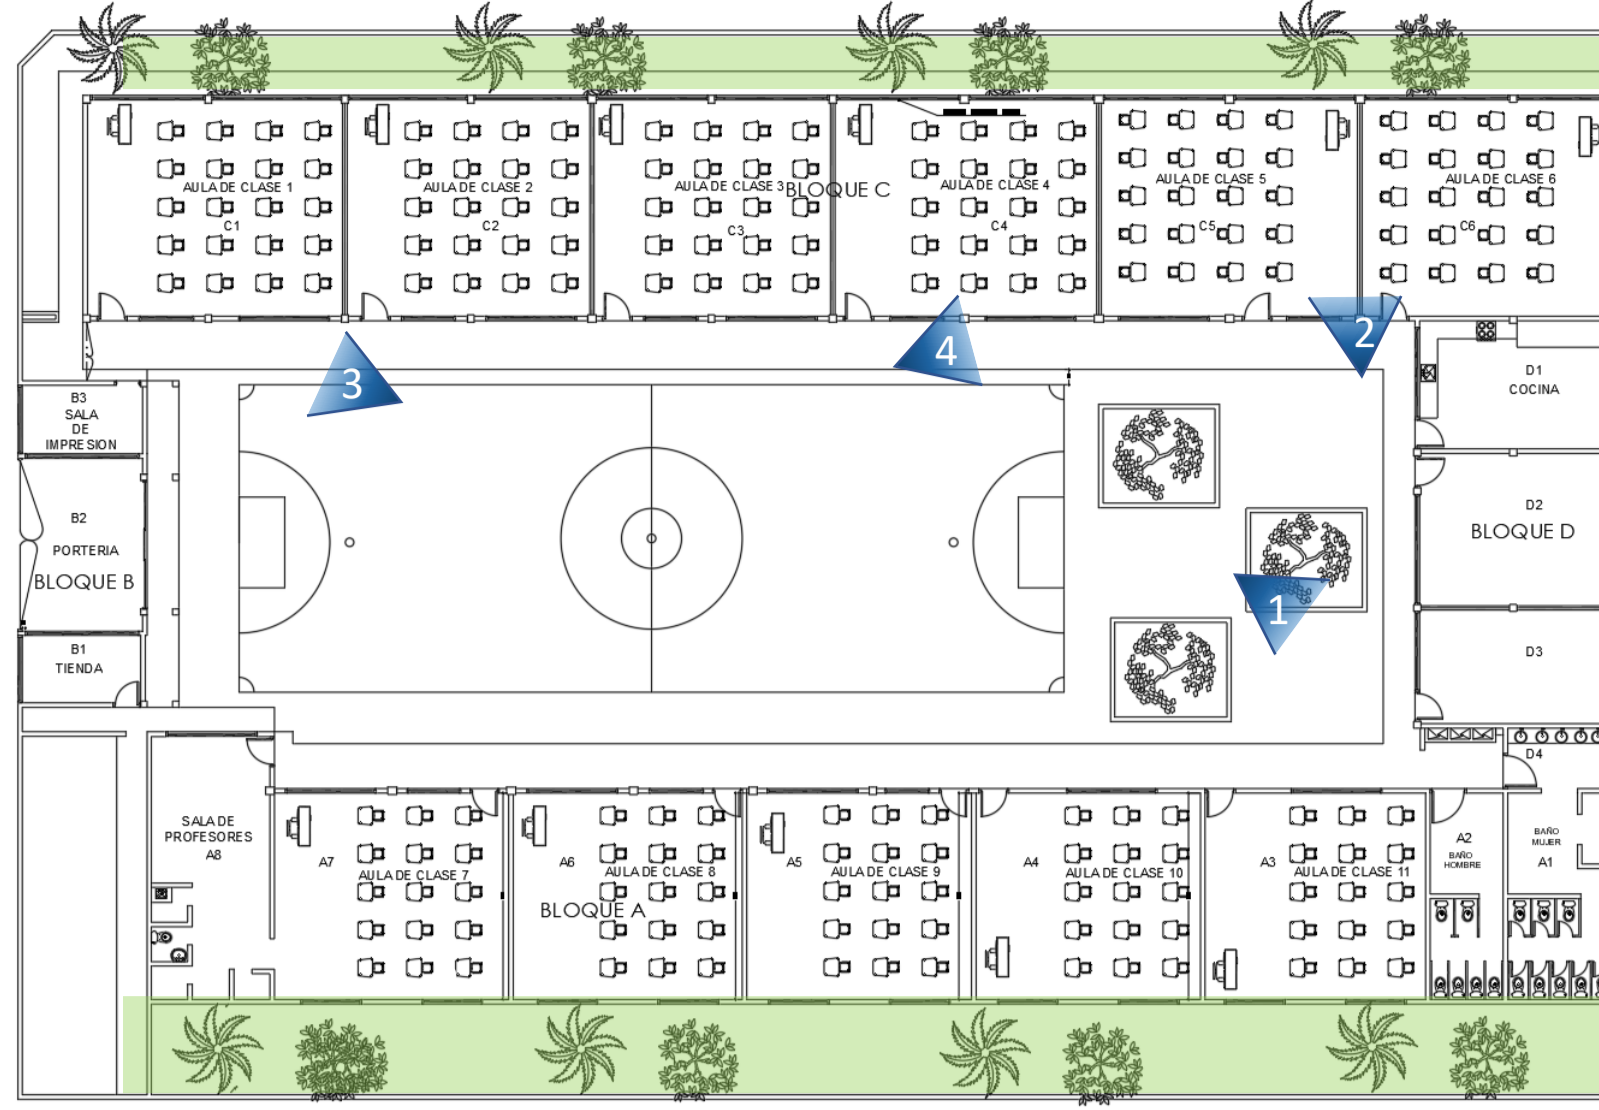 AULA DE CLASE 1
C1
AULA DE CLASE 2
C2
AULA DE CLASE 3
C3
BLOQUE C
AULA DE CLASE 4
C4
AULA DE CLASE 5
C5
AULA DE CLASE 6
C6
3
4
2
D1
COCINA
B3
SALA
DE
IMPRESION
B2
PORTERIA
BLOQUE B
D2
BLOQUE D
1
B1
TIENDA
D3
D4
SALA DE
PROFESORES
A8
A7
AULA DE CLASE 7
A6
AULA DE CLASE 8
BLOQUE A
A5
AULA DE CLASE 9
A4
AULA DE CLASE 10
A3
AULA DE CLASE 11
A2
BAÑO
HOMBRE
BAÑO
MUJER
A1